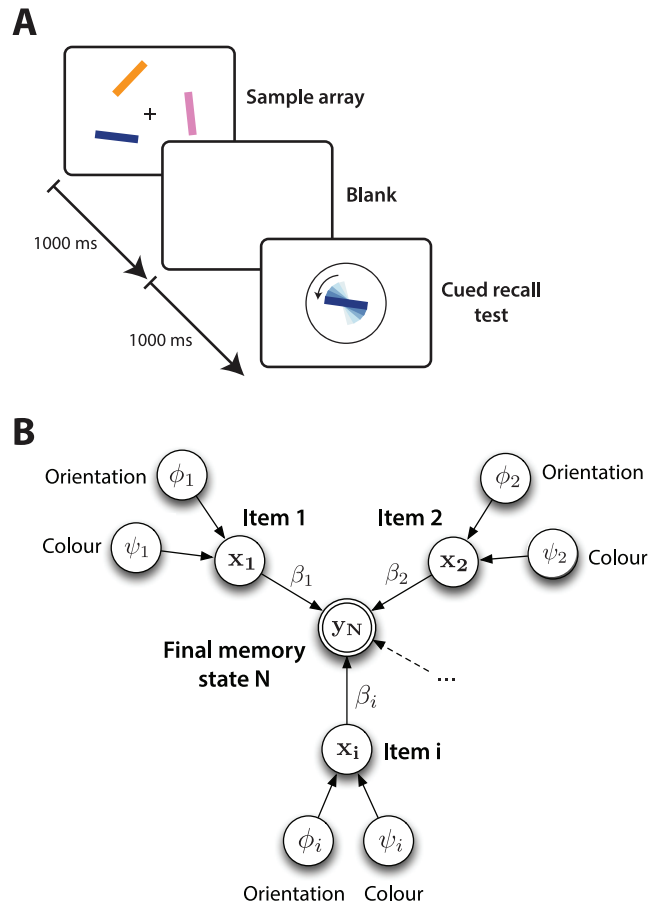 A
Sample array
Blank
1000 ms
Cued recall
test
1000 ms
B
Orientation
ϕ1
ϕ2
Orientation
Item 1
Item 2
Colour
ψ1
x1
x2
ψ2
Colour
β1
β2
yN
Final memory
state N
...
βi
xi
Item i
ϕi
ψi
Orientation
Colour